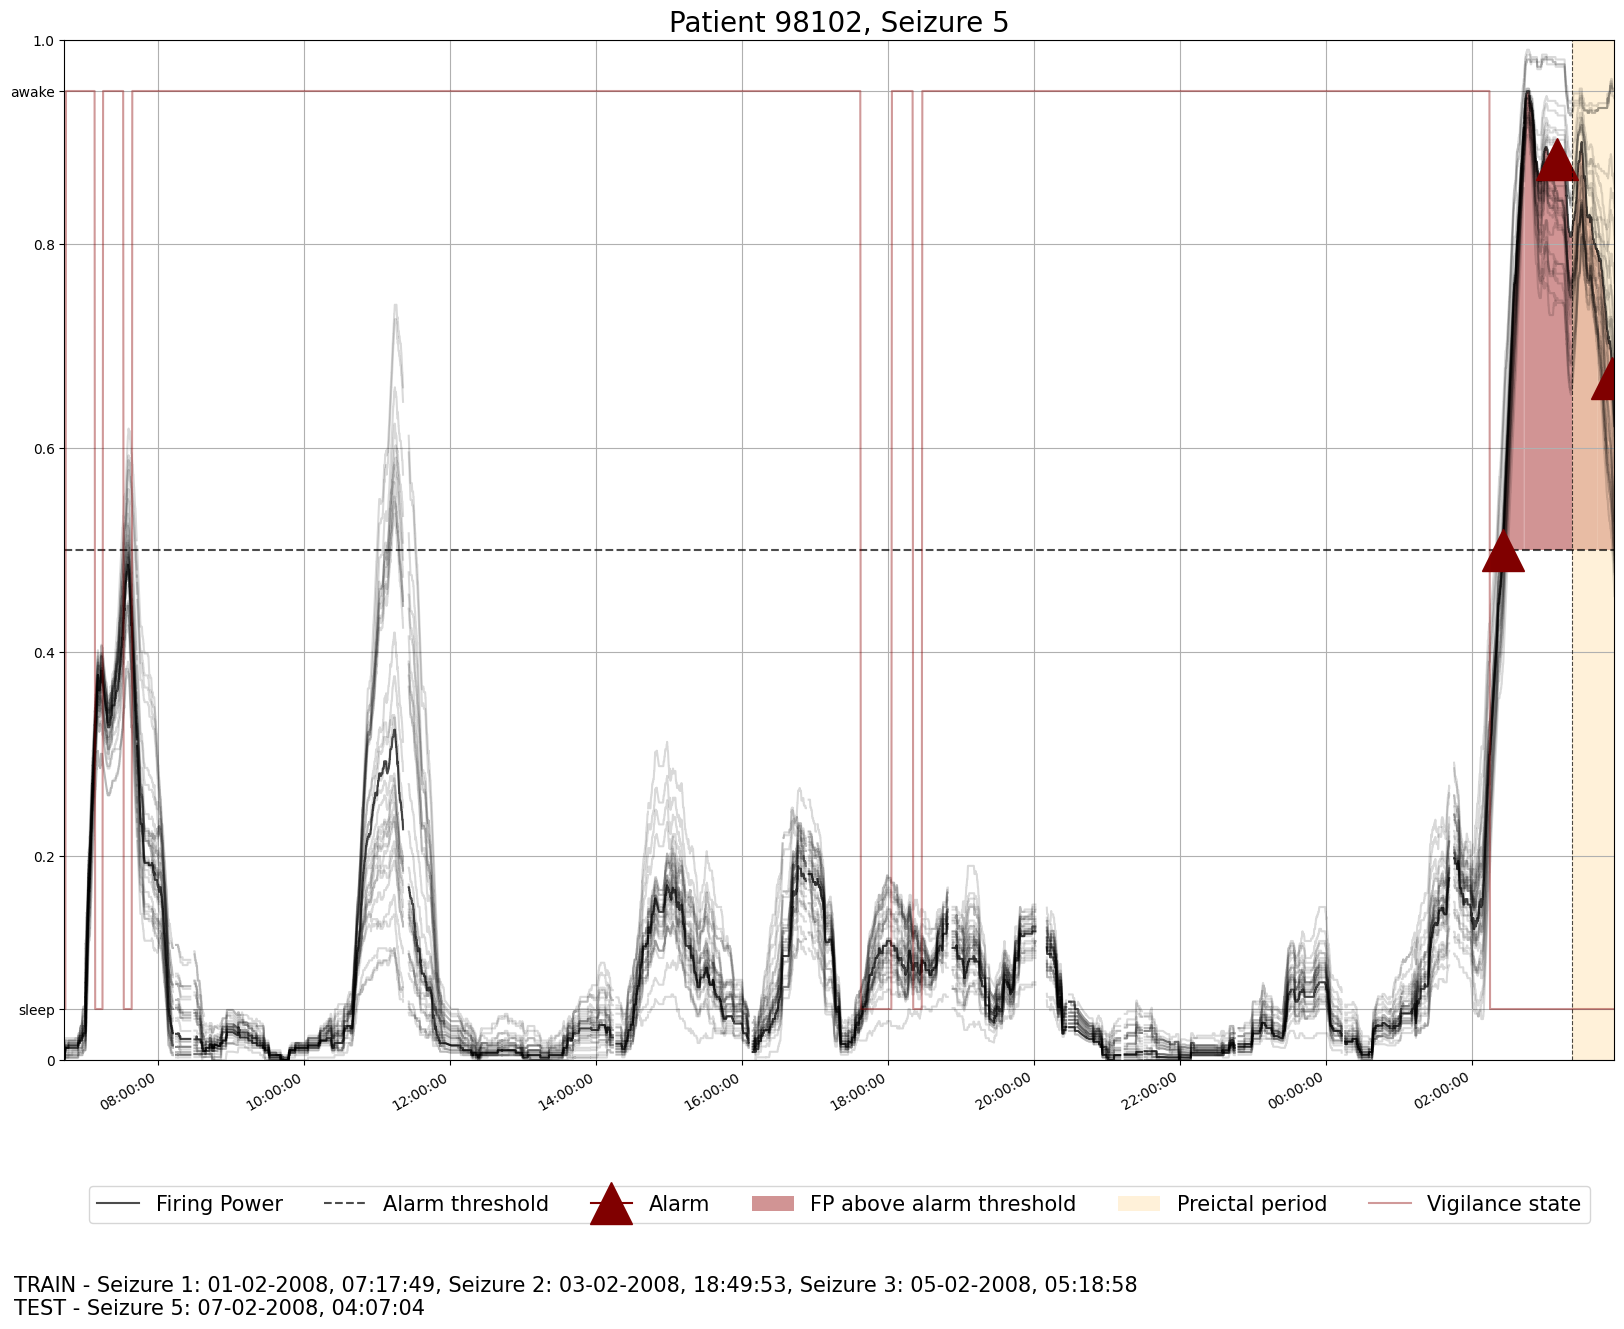 Patient 98102, Seizure 5
1.0
awake
0.8
0.6
0.4
0.2
sleep
0
08:00:00 10:00:00 12:00:00 14:00:00 16:00:00 18:00:00 20:00:00 22:00:00 00:00:00 02:00:00
Firing Power Alarm threshold Alarm FP above alarm threshold Preictal period Vigilance state
TRAIN - Seizure 1: 01-02-2008, 07:17:49, Seizure 2: 03-02-2008, 18:49:53, Seizure 3: 05-02-2008, 05:18:58
TEST - Seizure 5: 07-02-2008, 04:07:04